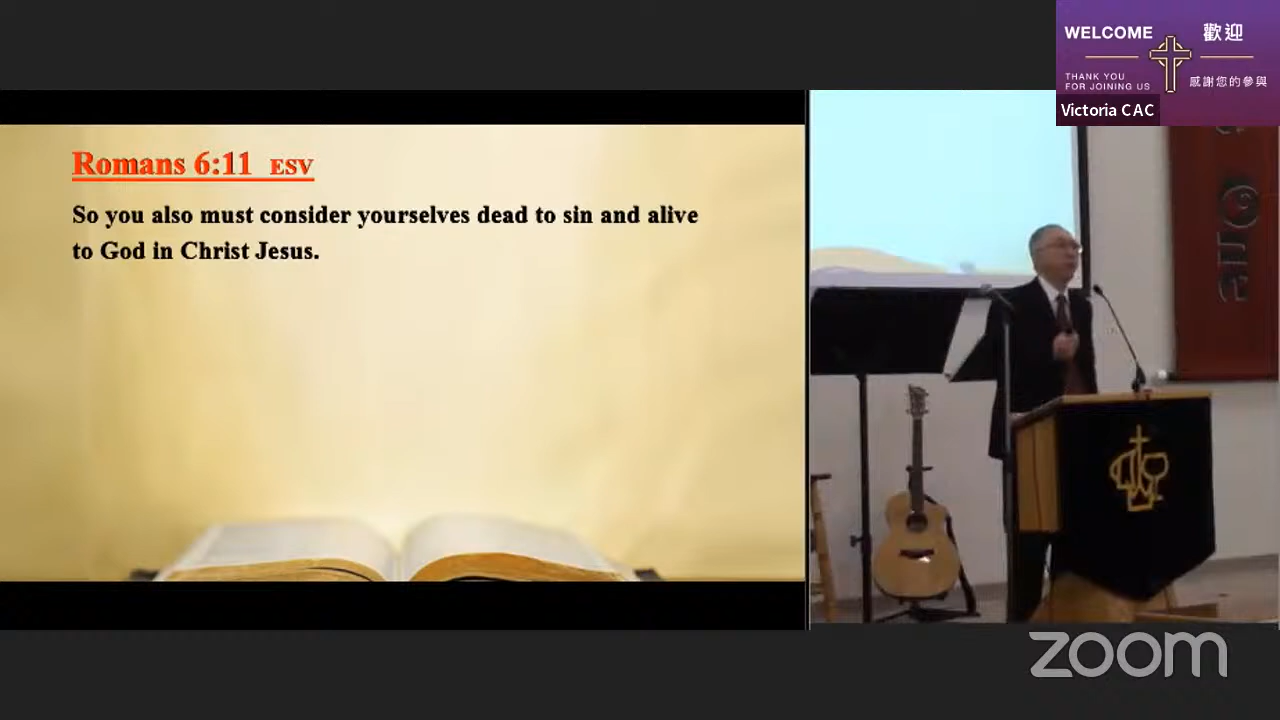 WELCOME 歡迎
THANK YOU
FOR JOINING US 感謝您的參與
Victoria CAC
Romans 6:11 ESV
So you also must consider yourselves dead to sin and alive
to God in Christ Jesus.
zoom